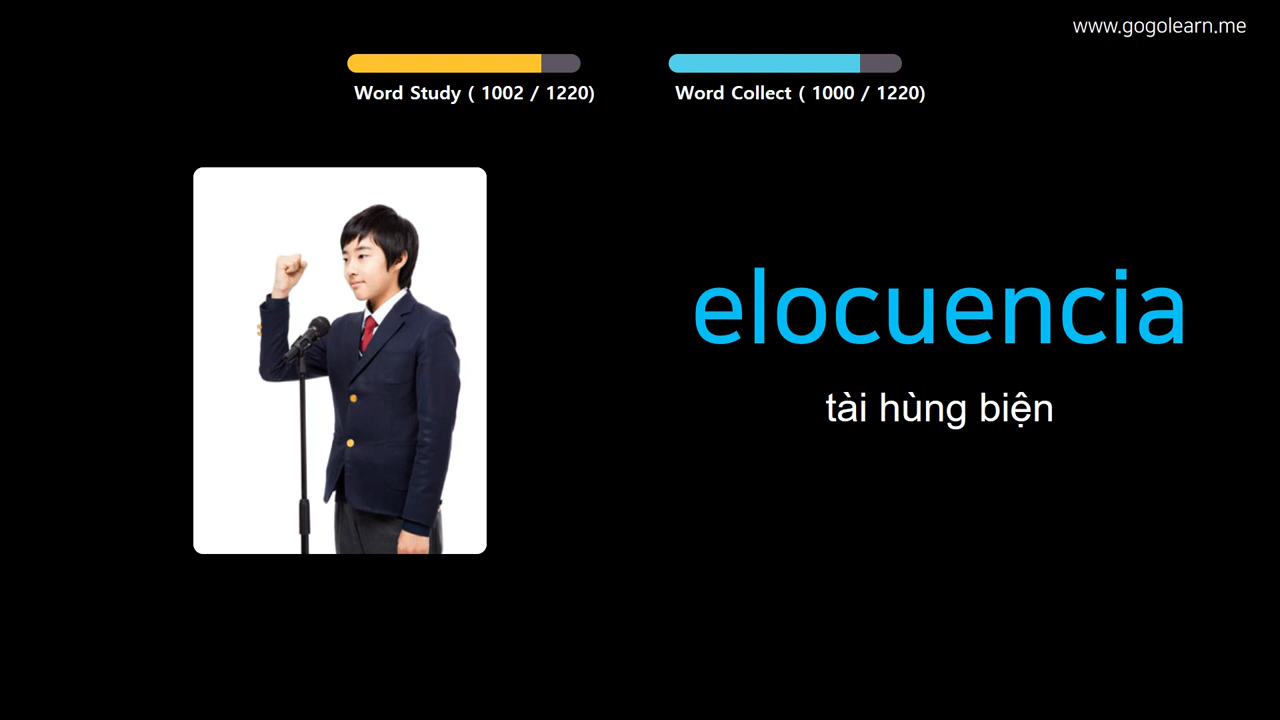 www.gogolearn.me
Word Study ( 1002 / 1220)
Word Collect ( 1000 / 1220)
elocuencia
tài hùng biện